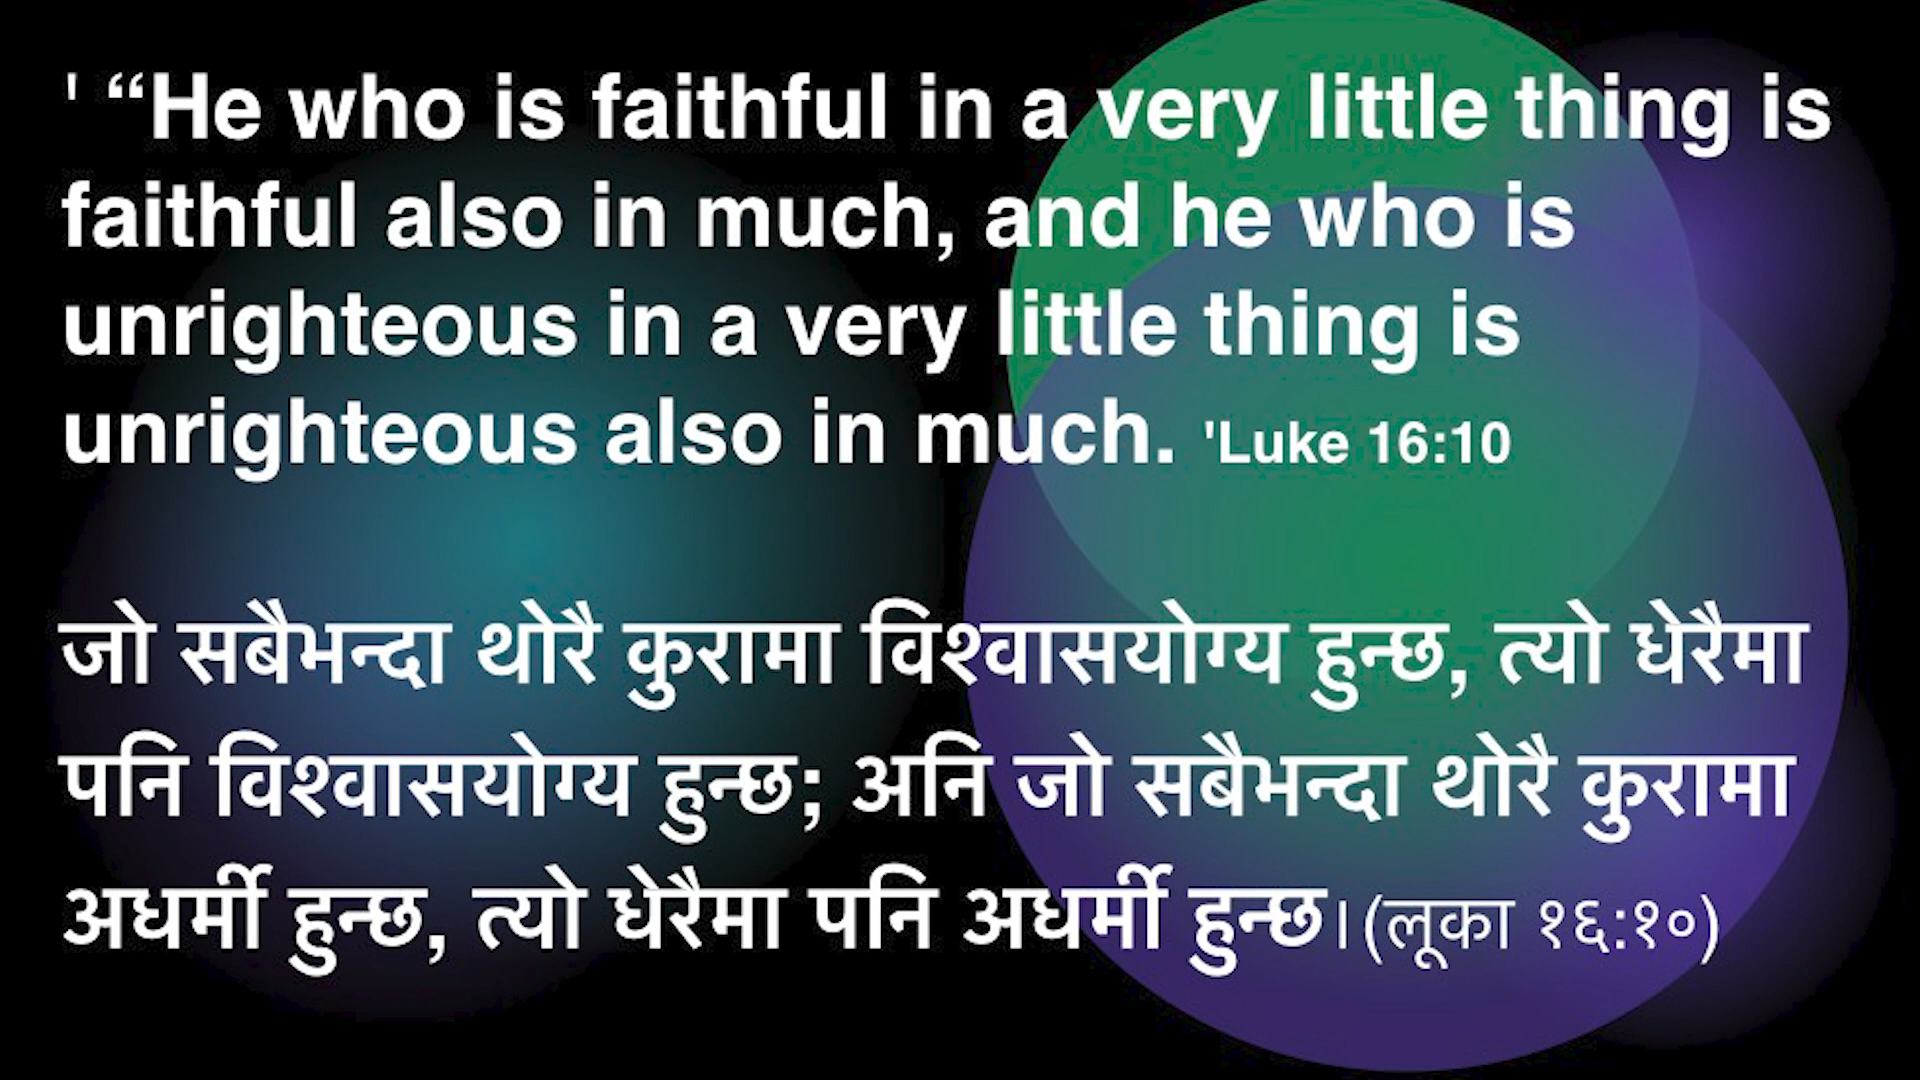 ' “He who is faithful in a very little thing is
faithful also in much, and he who is
unrighteous in a very little thing is
unrighteous also in much. 'Luke 16:10
जो सबैभन्दा थोरै कुरामा विश्वासयोग्य हुन्छ, त्यो धेरैमा
पनि विश्वासयोग्य हुन्छ; अनि जो सबैभन्दा थोरै कुरामा
अधर्मी हुन्छ, त्यो धेरैमा पनि अधर्मी हुन्छ।(लूका १६:१०)